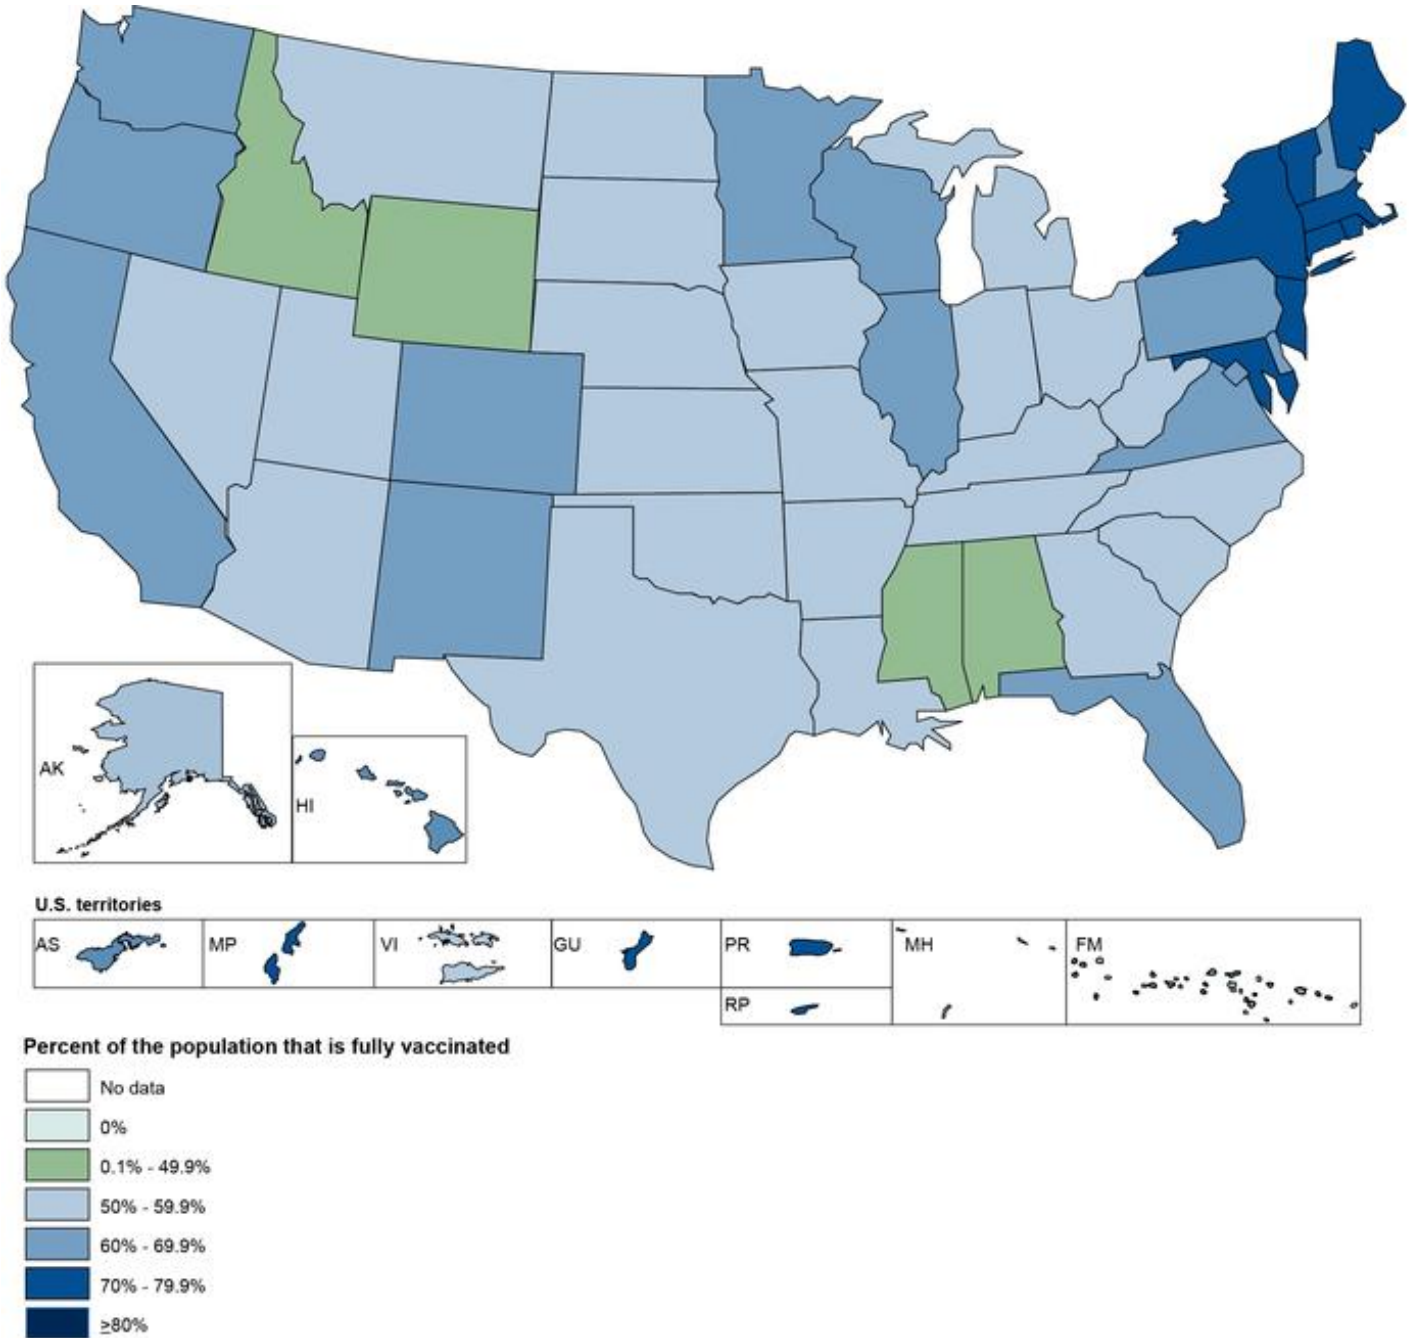 AK
HI
U.S. territories
AS
MP
VI
GU
PR
MH
FM
RP
Percent of the population that is fully vaccinated
No data
0%
0.1% - 49.9%
50% - 59.9%
60% - 69.9%
70% - 79.9%
≥80%